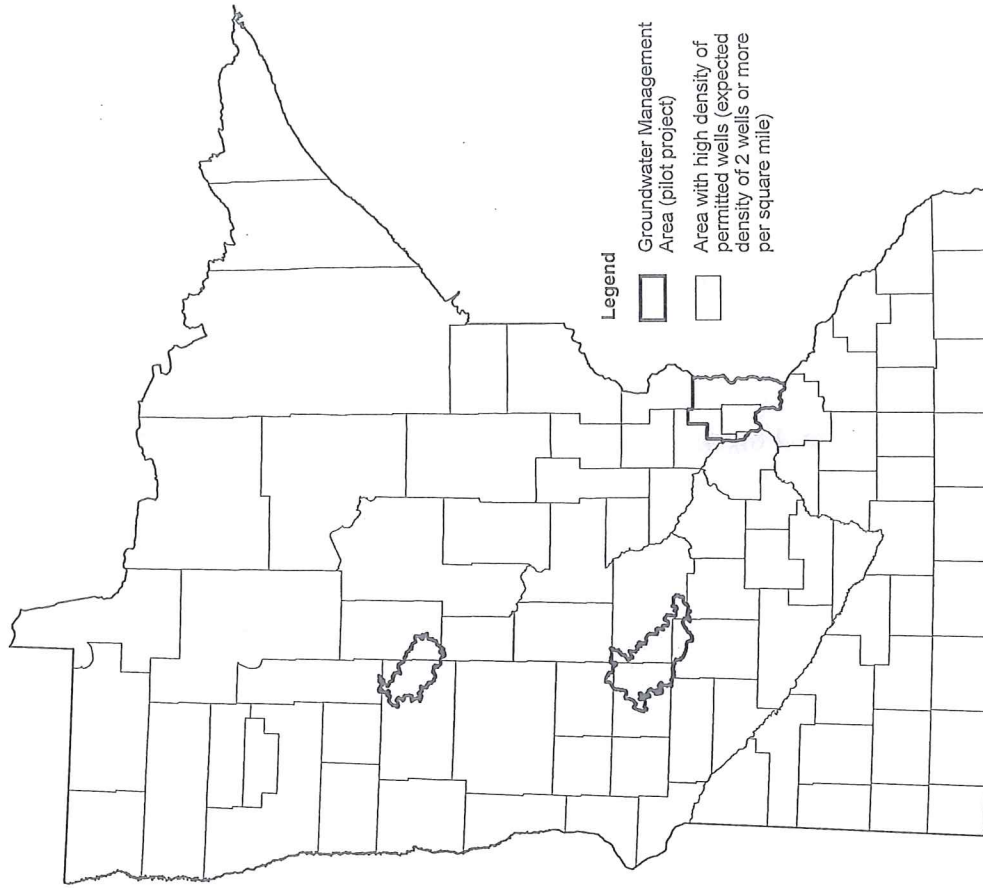 Legend
Groundwater Management
Area (pilot project)
Area with high density of
permitted wells (expected
density of 2 wells or more
per square mile)